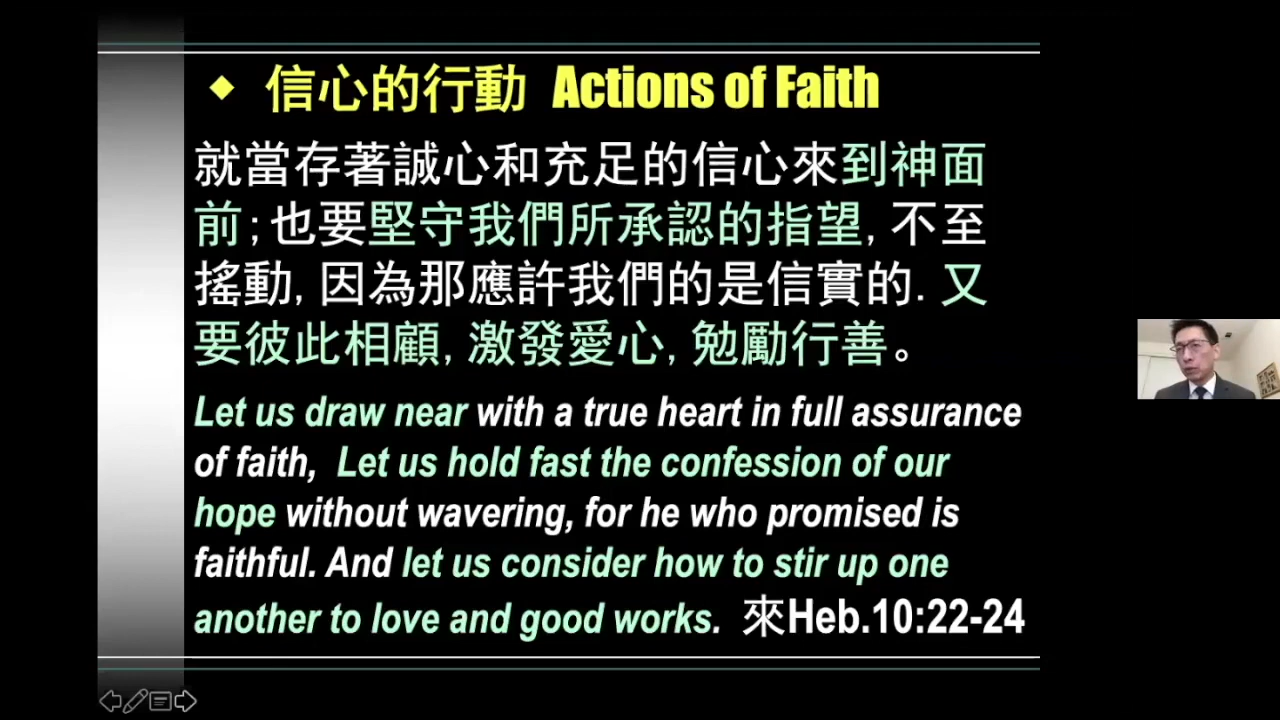 ◆ 信心的行動 Actions of Faith
就當存著誠心和充足的信心來到神面
前;也要堅守我們所承認的指望,不至
搖動,因為那應許我們的是信實的.又
要彼此相顧,激發愛心,勉勵行善。
Let us draw near with a true heart in full assurance
of faith, Let us hold fast the confession of our
hope without wavering, for he who promised is
faithful. And let us consider how to stir up one
another to love and good works. 來Heb.10:22-24